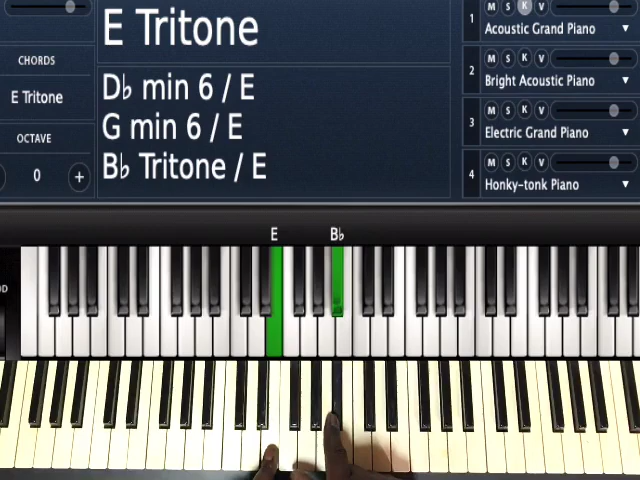 E Tritone
D♭ min 6 / E
G min 6 / E
B♭ Tritone / E
CHORDS
E Tritone
OCTAVE
0 +
1 M S K V
Acoustic Grand Piano ▼
2 M S K V
Bright Acoustic Piano ▼
3 M S K V
Electric Grand Piano ▼
4 M S K V
Honky-tonk Piano ▼
E B♭